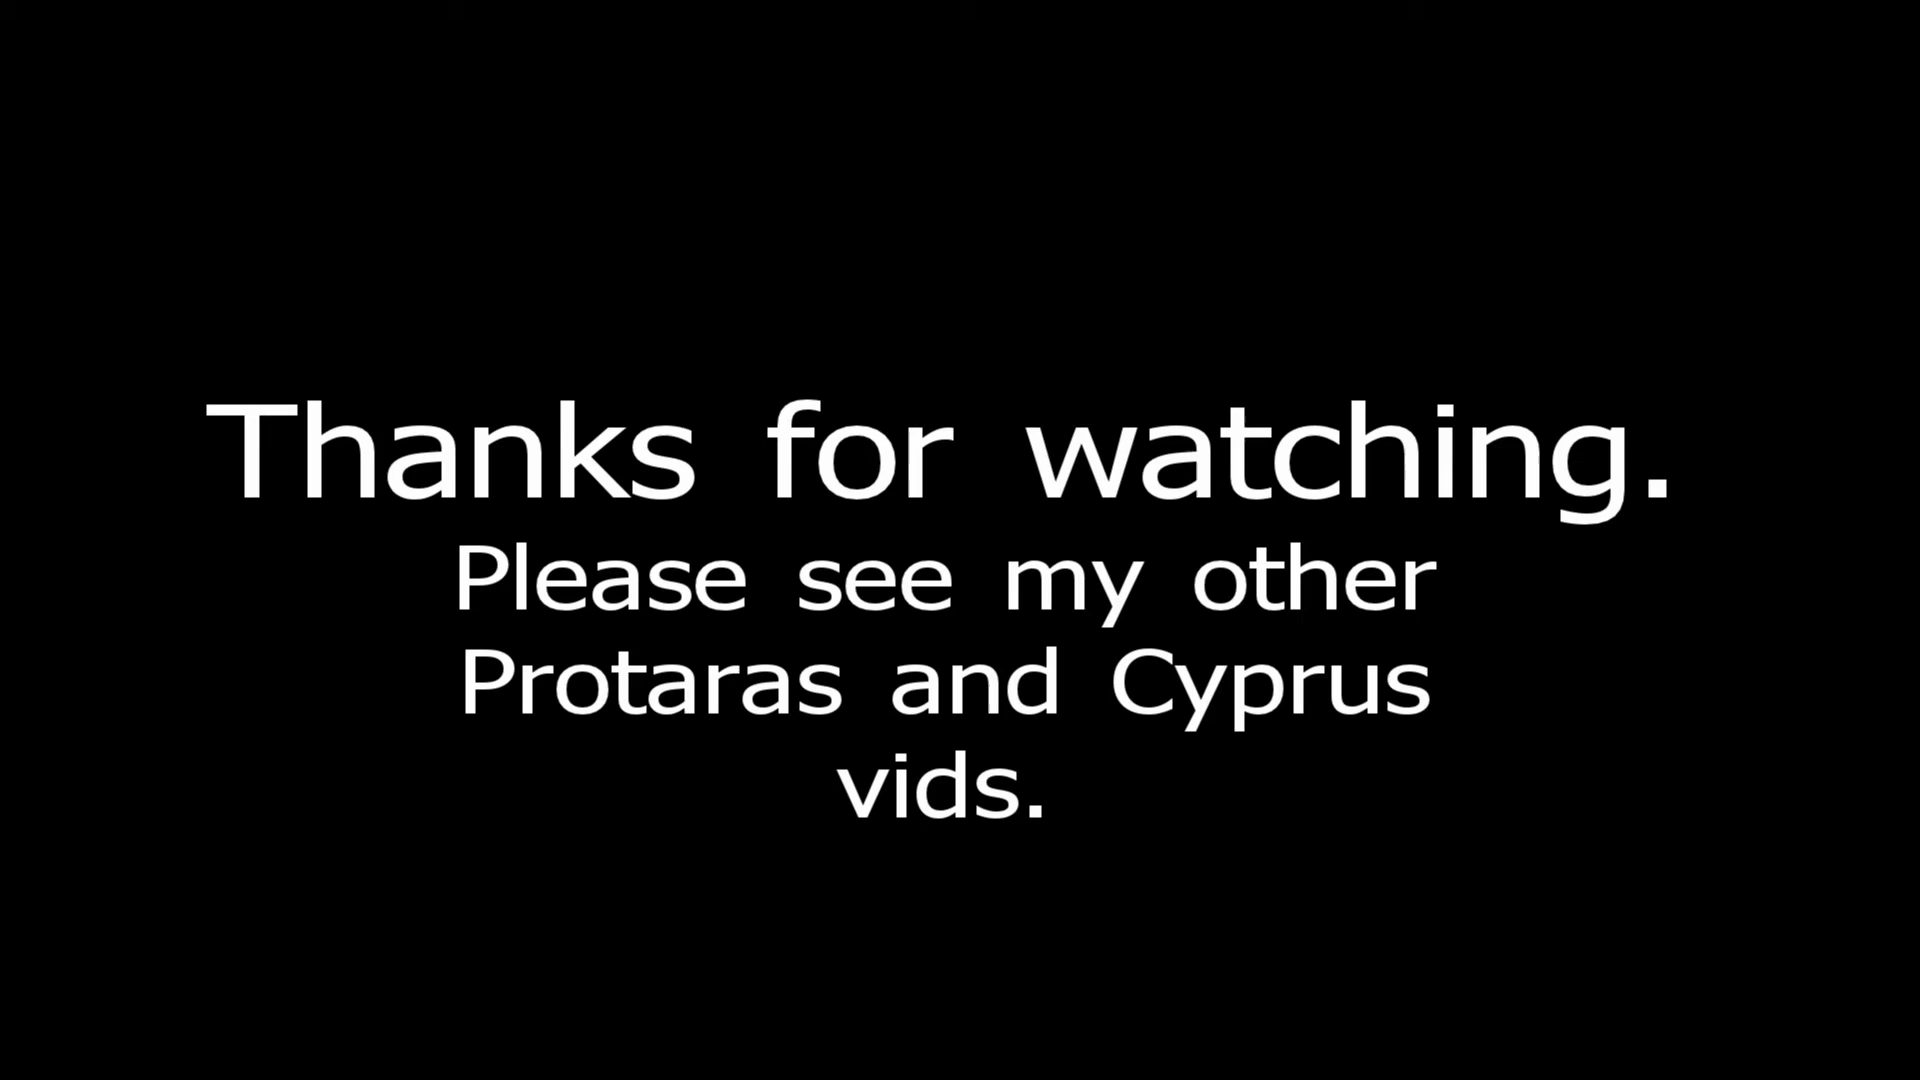 Thanks for watching.
Please see my other
Protaras and Cyprus
vids.